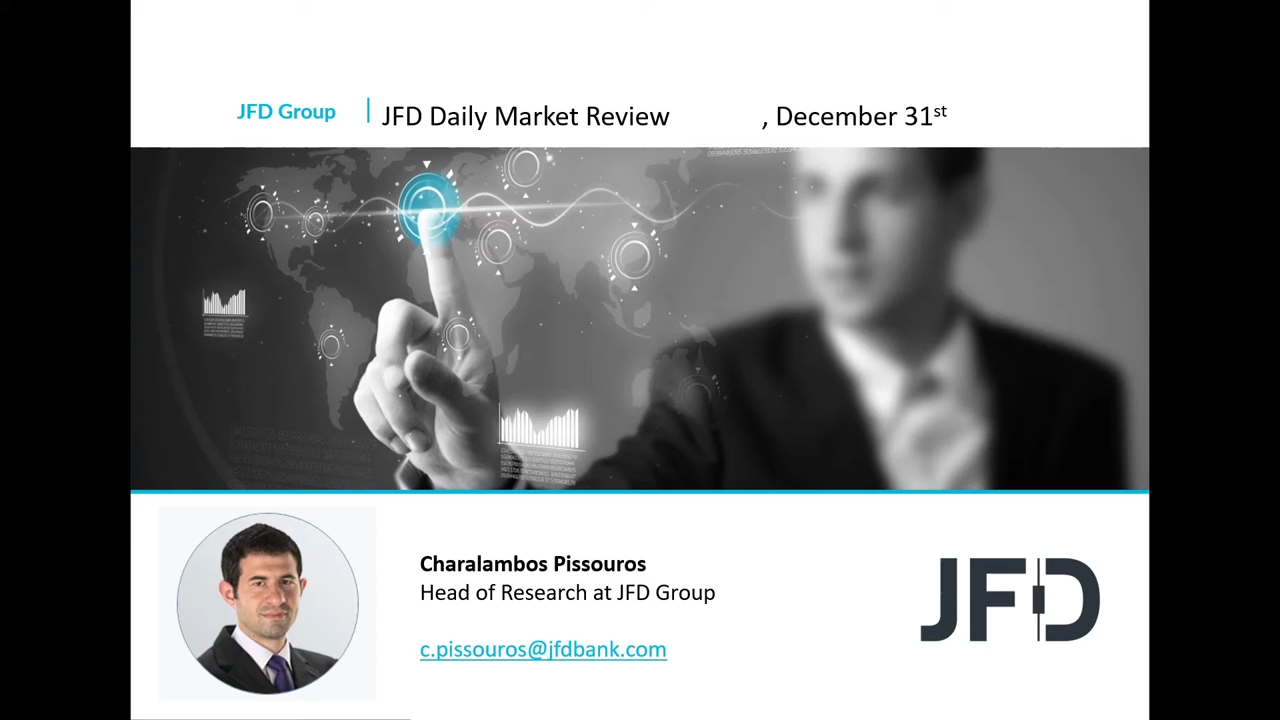 JFD Group
JFD Daily Market Review , December 31st
Charalambos Pissouros
Head of Research at JFD Group
c.pissouros@jfdbank.com
JFD